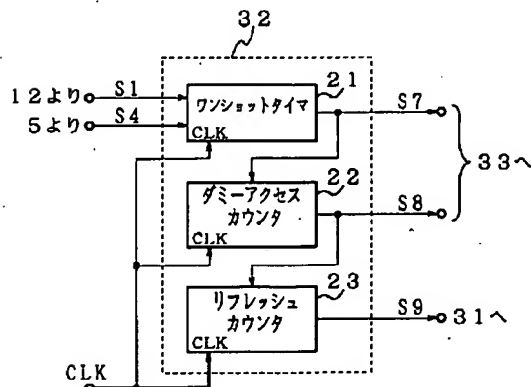 32
12より S1
5より S4
ワンショットタイマ
CLK
21
S7
33へ
ダミーアクセス
カウンタ
CLK
22
S8
リフレッシュ
カウンタ
CLK
23
S9
31へ
CLK